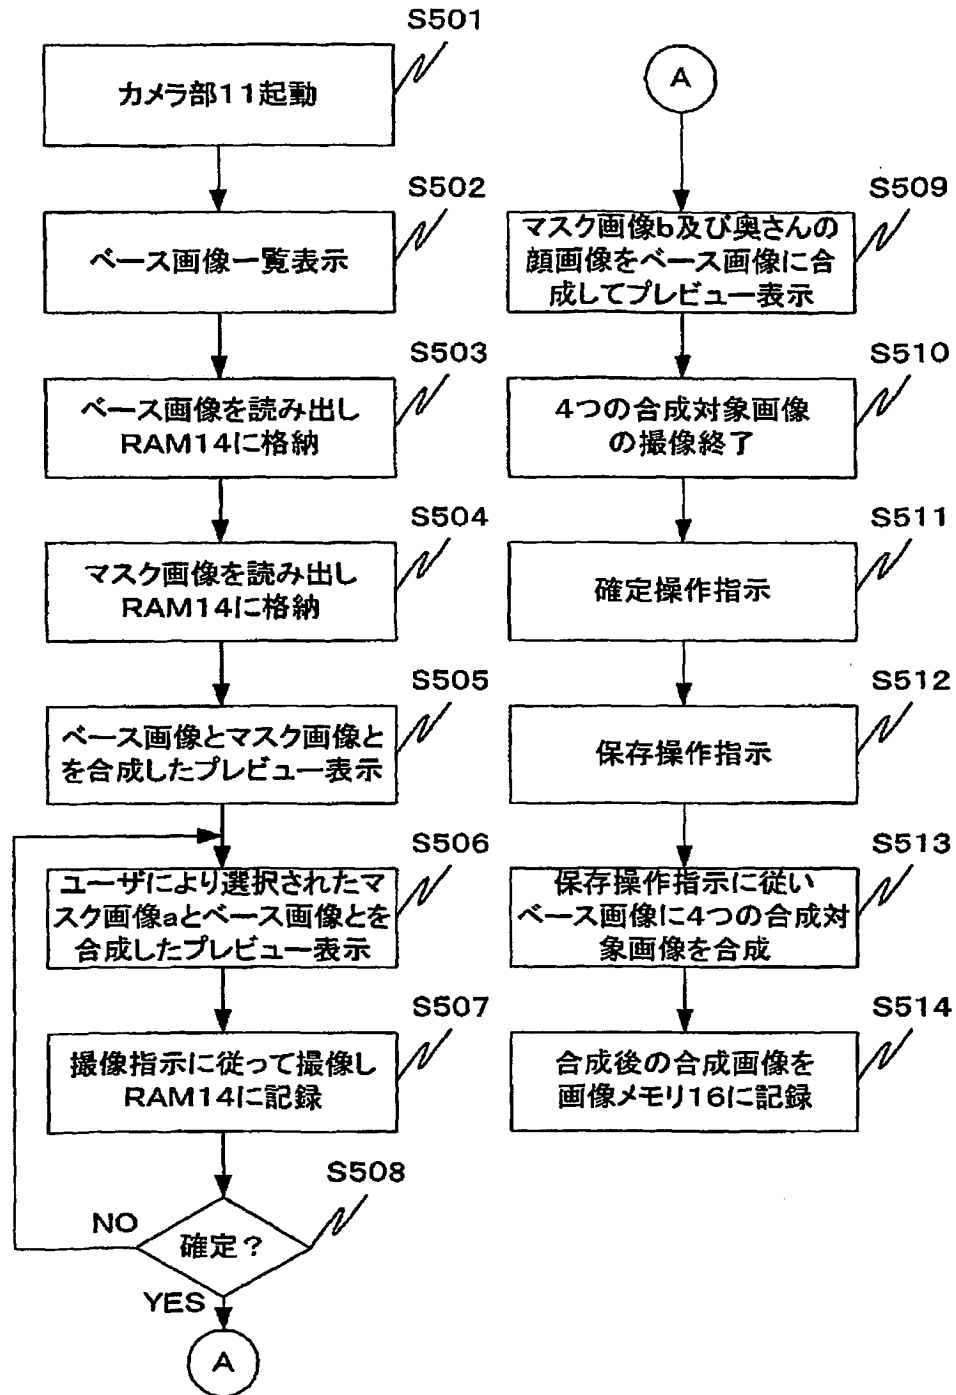 S501
カメラ部11起動
S502
ベース画像一覧表示
S503
ベース画像を読み出し
RAM14に格納
S504
マスク画像を読み出し
RAM14に格納
S505
ベース画像とマスク画像と
を合成したプレビュー表示
S506
ユーザにより選択されたマ
スク画像aとベース画像とを
合成したプレビュー表示
S507
撮像指示に従って撮像し
RAM14に記録
S508
確定?
NO
YES
A
A
S509
マスク画像b及び奥さんの
顔画像をベース画像に合
成してプレビュー表示
S510
4つの合成対象画像
の撮像終了
S511
確定操作指示
S512
保存操作指示
S513
保存操作指示に従い
ベース画像に4つの合成対
象画像を合成
S514
合成後の合成画像を
画像メモリ16に記録